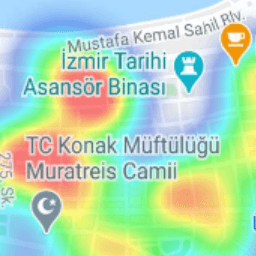 Mustafa Kemal Sahil Blv.
İzmir Tarihi
Asansör Binası
TC Konak Müftülüğü
Muratreis Camii
275. Sk.